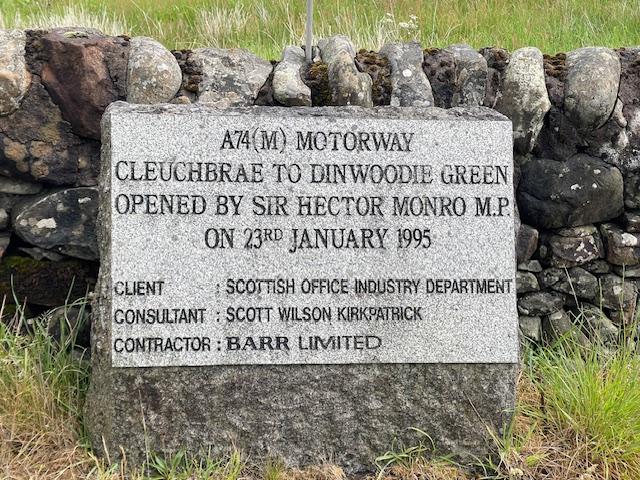 A74(M) MOTORWAY
CLEUCHBRAE TO DINWOODIE GREEN
OPENED BY SIR HECTOR MONRO M.P.
ON 23RD JANUARY 1995
CLIENT : SCOTTISH OFFICE INDUSTRY DEPARTMENT
CONSULTANT : SCOTT WILSON KIRKPATRICK
CONTRACTOR : BARR LIMITED